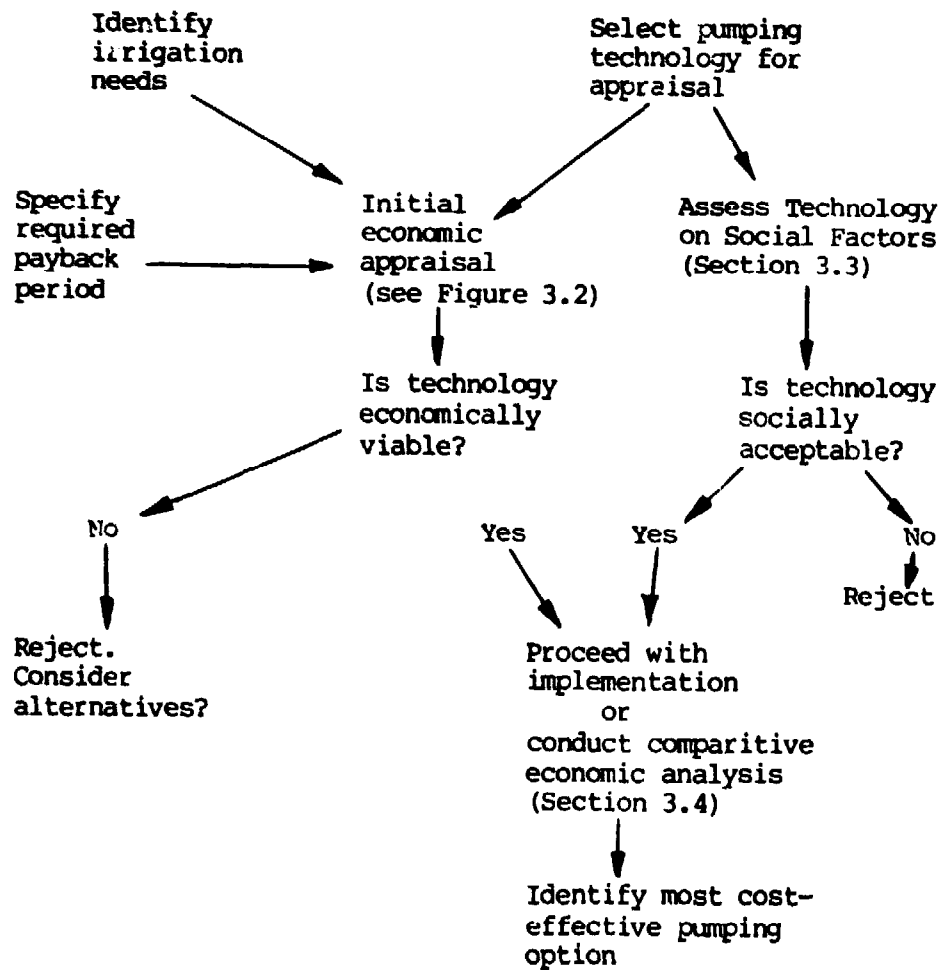 Identify
irrigation
needs
Select pumping
technology for
appraisal
Specify
required
payback
period
Initial
economic
appraisal
(see Figure 3.2)
Assess Technology
on Social Factors
(Section 3.3)
Is technology
economically
viable?
Is technology
socially
acceptable?
No
Yes
Yes
No
Reject
Reject.
Consider
alternatives?
Proceed with
implementation
or
conduct comparitive
economic analysis
(Section 3.4)
Identify most cost-
effective pumping
option